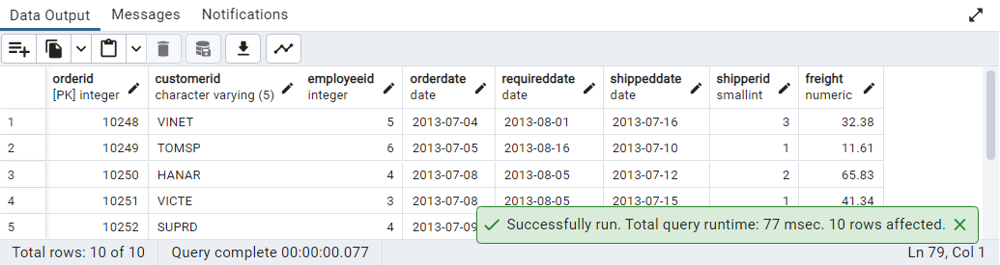 Data Output Messages Notifications
orderid customerid employeeid orderdate requireddate shippeddate shipperid freight
[PK] integer character varying (5) integer date date date smallint numeric
1 10248 VINET 5 2013-07-04 2013-08-01 2013-07-16 3 32.38
2 10249 TOMSP 6 2013-07-05 2013-08-16 2013-07-10 1 11.61
3 10250 HANAR 4 2013-07-08 2013-08-05 2013-07-12 2 65.83
4 10251 VICTE 3 2013-07-08 2013-08-05 2013-07-15 1 41.34
5 10252 SUPRD 4 2013-07-09
Successfully run. Total query runtime: 77 msec. 10 rows affected.
Total rows: 10 of 10 Query complete 00:00:00.077 Ln 79, Col 1